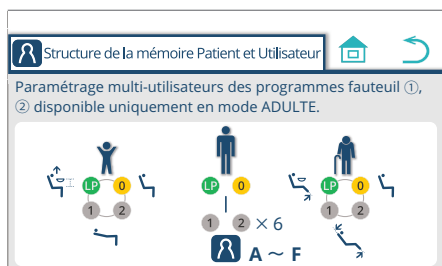 Structure de la mémoire Patient et Utilisateur
Paramétrage multi-utilisateurs des programmes fauteuil ①,
② disponible uniquement en mode ADULTE.
LP 0
1 2
LP 0
1 2 × 6
A ~ F
LP 0
1 2